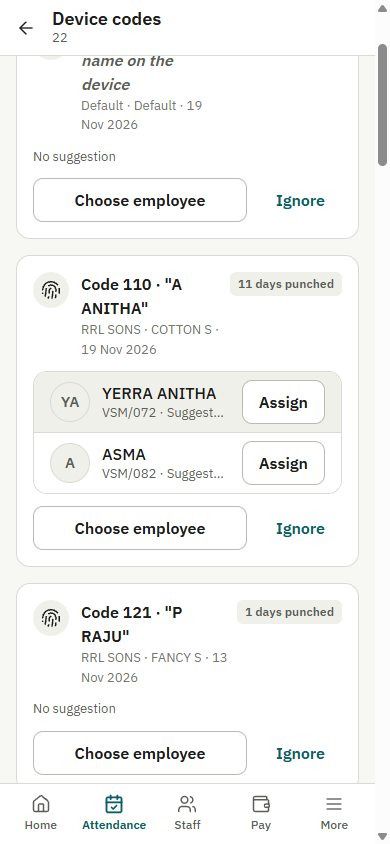 Device codes
22
name on the
device
Default · Default · 19
Nov 2026
No suggestion
Choose employee
Ignore
Code 110 · "A
ANITHA"
11 days punched
RRL SONS · COTTON S ·
19 Nov 2026
YA
YERRA ANITHA
VSM/072 · Suggest...
Assign
A
ASMA
VSM/082 · Suggest...
Assign
Choose employee
Ignore
Code 121 · "P
RAJU"
1 days punched
RRL SONS · FANCY S · 13
Nov 2026
No suggestion
Choose employee
Ignore
Home
Attendance
Staff
Pay
More